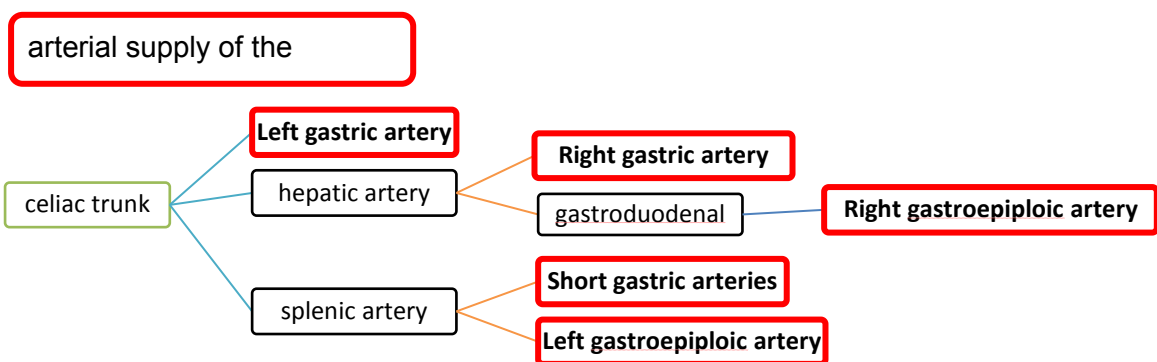 arterial supply of the
Left gastric artery
Right gastric artery
hepatic artery
celiac trunk
gastroduodenal
Right gastroepiploic artery
Short gastric arteries
splenic artery
Left gastroepiploic artery